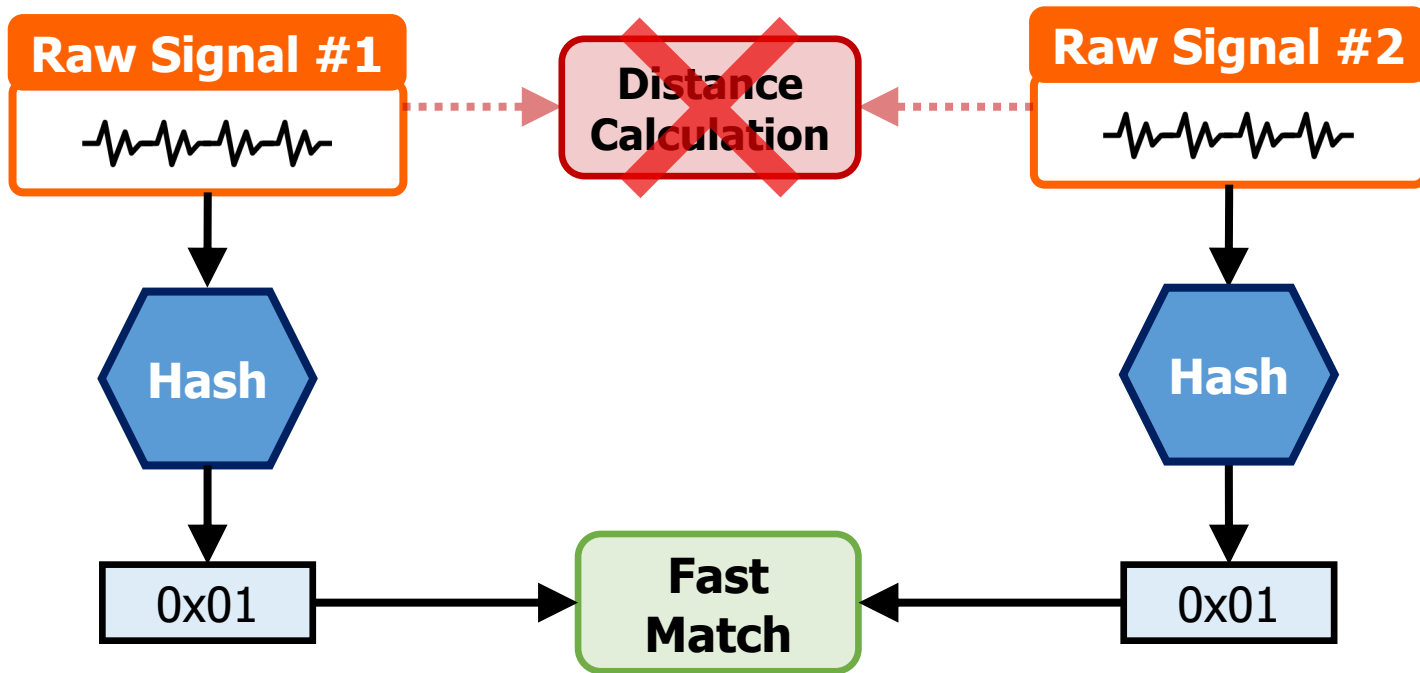 Raw Signal #1
Distance
Calculation
Raw Signal #2
Hash
Hash
0x01
Fast
Match
0x01